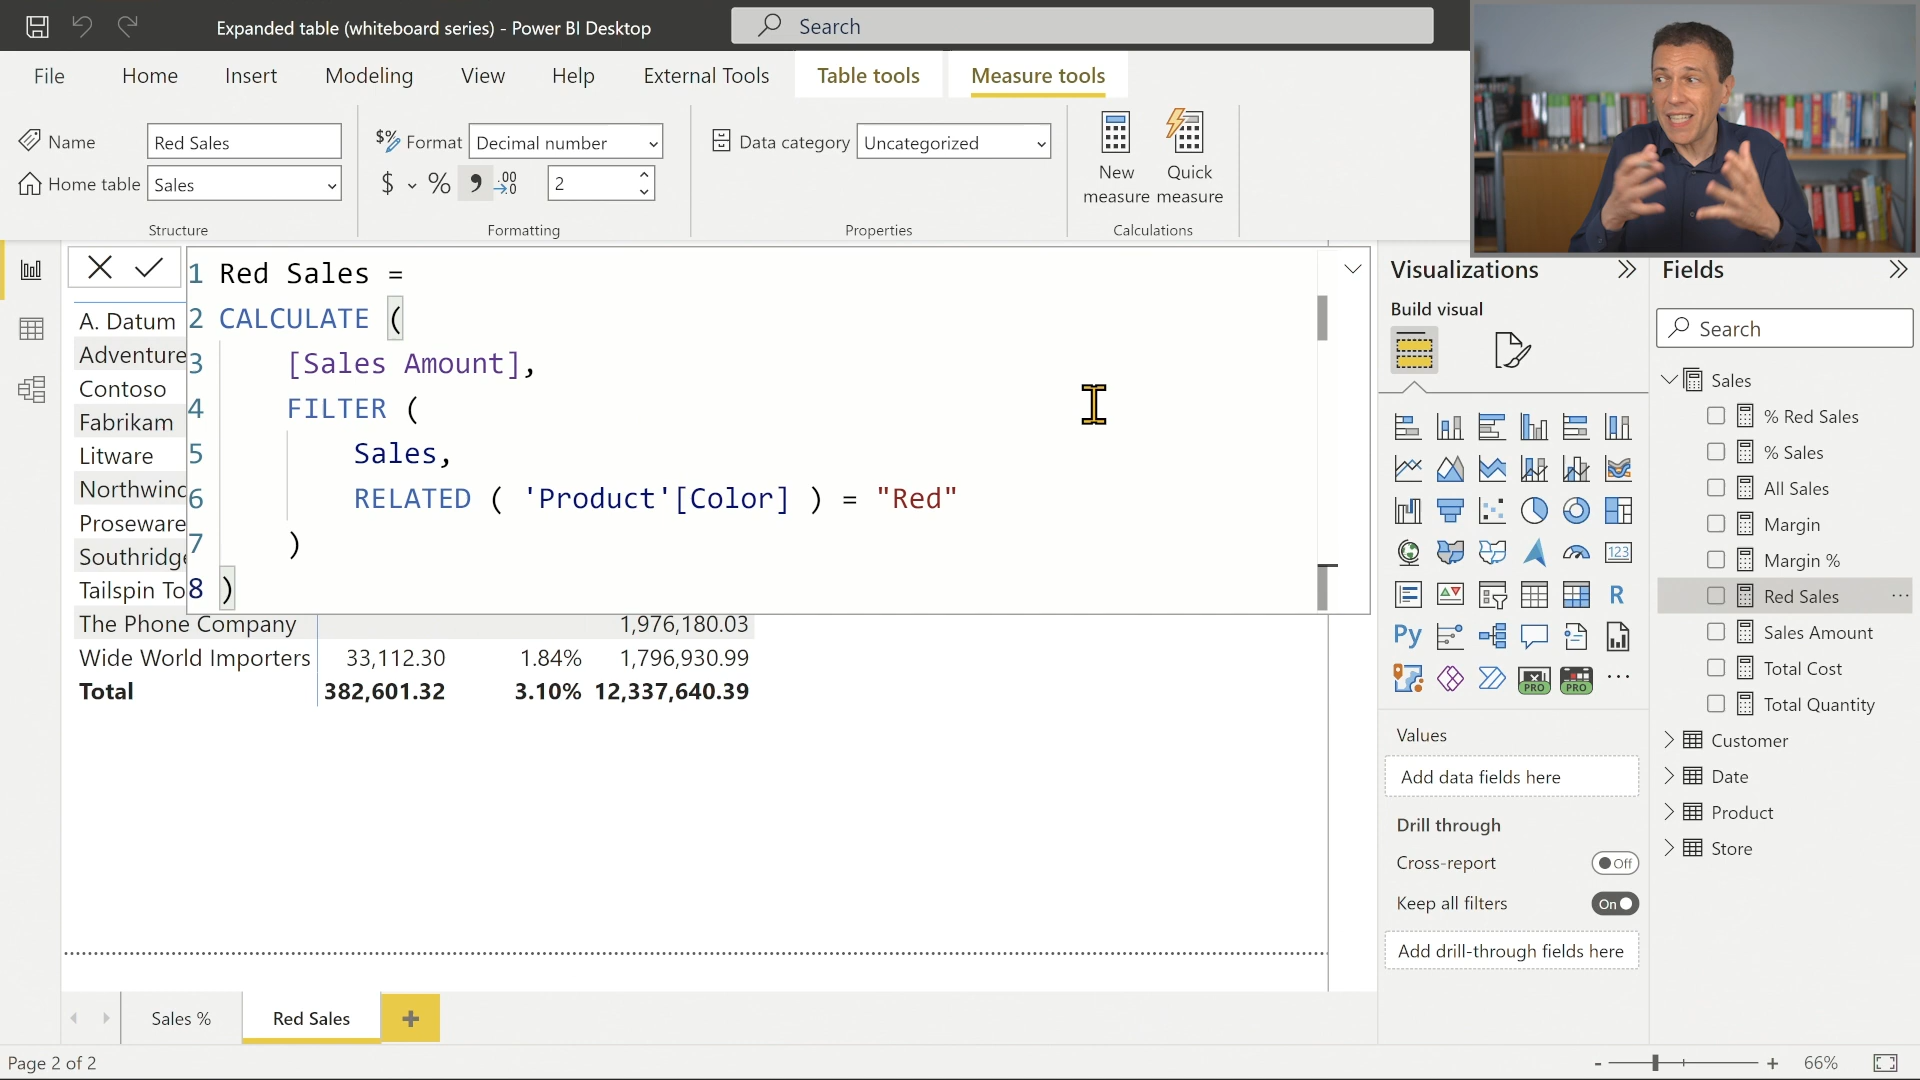 Expanded table (whiteboard series) - Power BI Desktop
Search
File Home Insert Modeling View Help External Tools Table tools Measure tools
Name Red Sales
Home table Sales
Structure
$% Format Decimal number
$ % , .00 →.0 2
Formatting
Data category Uncategorized
Properties
New measure
Quick measure
Calculations
1 Red Sales =
2 CALCULATE (
3 [Sales Amount],
4 FILTER (
5 Sales,
6 RELATED ( 'Product'[Color] ) = "Red"
7 )
8 )
A. Datum
Adventure
Contoso
Fabrikam
Litware
Northwind
Proseware
Southridge
Tailspin To
The Phone Company 1,976,180.03
Wide World Importers 33,112.30 1.84% 1,796,930.99
Total 382,601.32 3.10% 12,337,640.39
Visualizations
Build visual
123
R
Py
PRO
PRO
Values
Add data fields here
Drill through
Cross-report Off
Keep all filters On
Add drill-through fields here
Fields
Search
Sales
% Red Sales
% Sales
All Sales
Margin
Margin %
Red Sales
Sales Amount
Total Cost
Total Quantity
Customer
Date
Product
Store
Sales % Red Sales +
Page 2 of 2
- + 66%